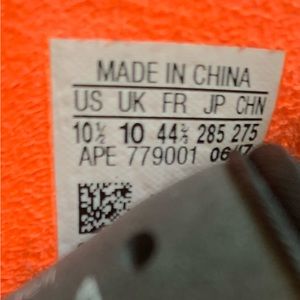 MADE IN CHINA
US UK FR JP CHN
10½ 10 44⅔ 285 275
APE 779001 06/17